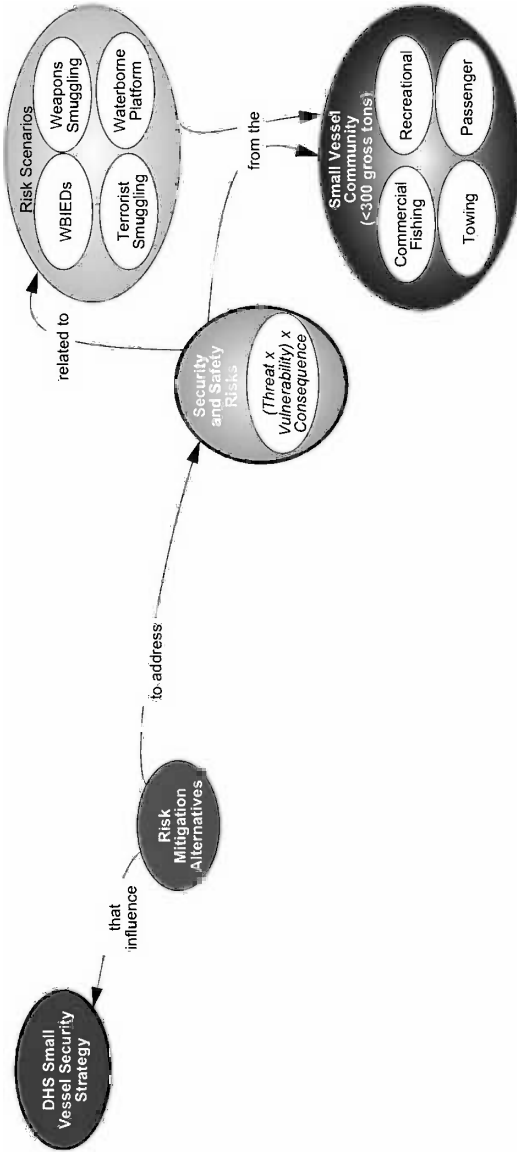 DHS Small
Vessel Security
Strategy
that
influence
Risk
Mitigation
Alternatives
to address
Security
and Safety
Risks
(Threat x
Vulnerability) x
Consequence
related to
Risk Scenarios
WBIEDs
Weapons
Smuggling
Terrorist
Smuggling
Waterborne
Platform
from the
Small Vessel
Community
(<300 gross tons)
Commercial
Fishing
Recreational
Towing
Passenger